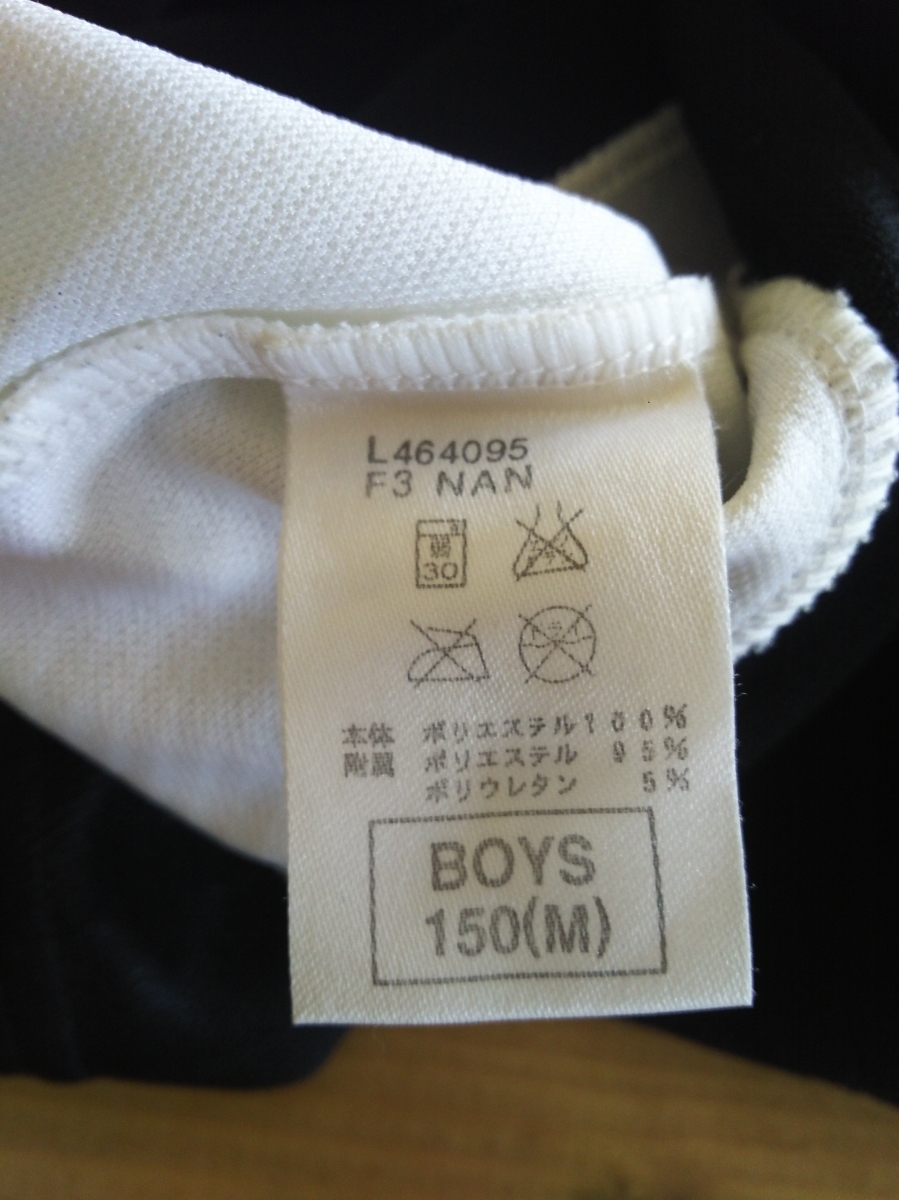 L464095
F3 NAN
弱
30
本体 ポリエステル100%
附属 ポリエステル 95%
ポリウレタン 5%
BOYS
150(M)